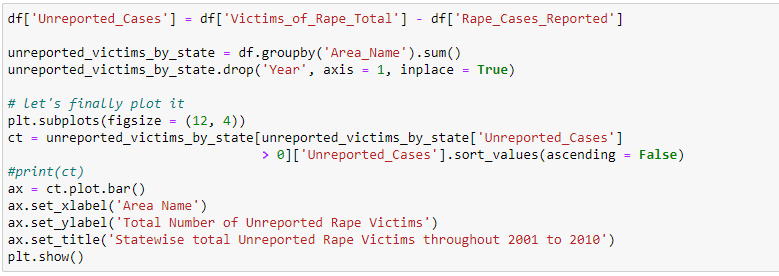 df['Unreported_Cases'] = df['Victims_of_Rape_Total'] - df['Rape_Cases_Reported']
unreported_victims_by_state = df.groupby('Area_Name').sum()
unreported_victims_by_state.drop('Year', axis = 1, inplace = True)
# let's finally plot it
plt.subplots(figsize = (12, 4))
ct = unreported_victims_by_state[unreported_victims_by_state['Unreported_Cases']
> 0]['Unreported_Cases'].sort_values(ascending = False)
#print(ct)
ax = ct.plot.bar()
ax.set_xlabel('Area Name')
ax.set_ylabel('Total Number of Unreported Rape Victims')
ax.set_title('Statewise total Unreported Rape Victims throughout 2001 to 2010')
plt.show()